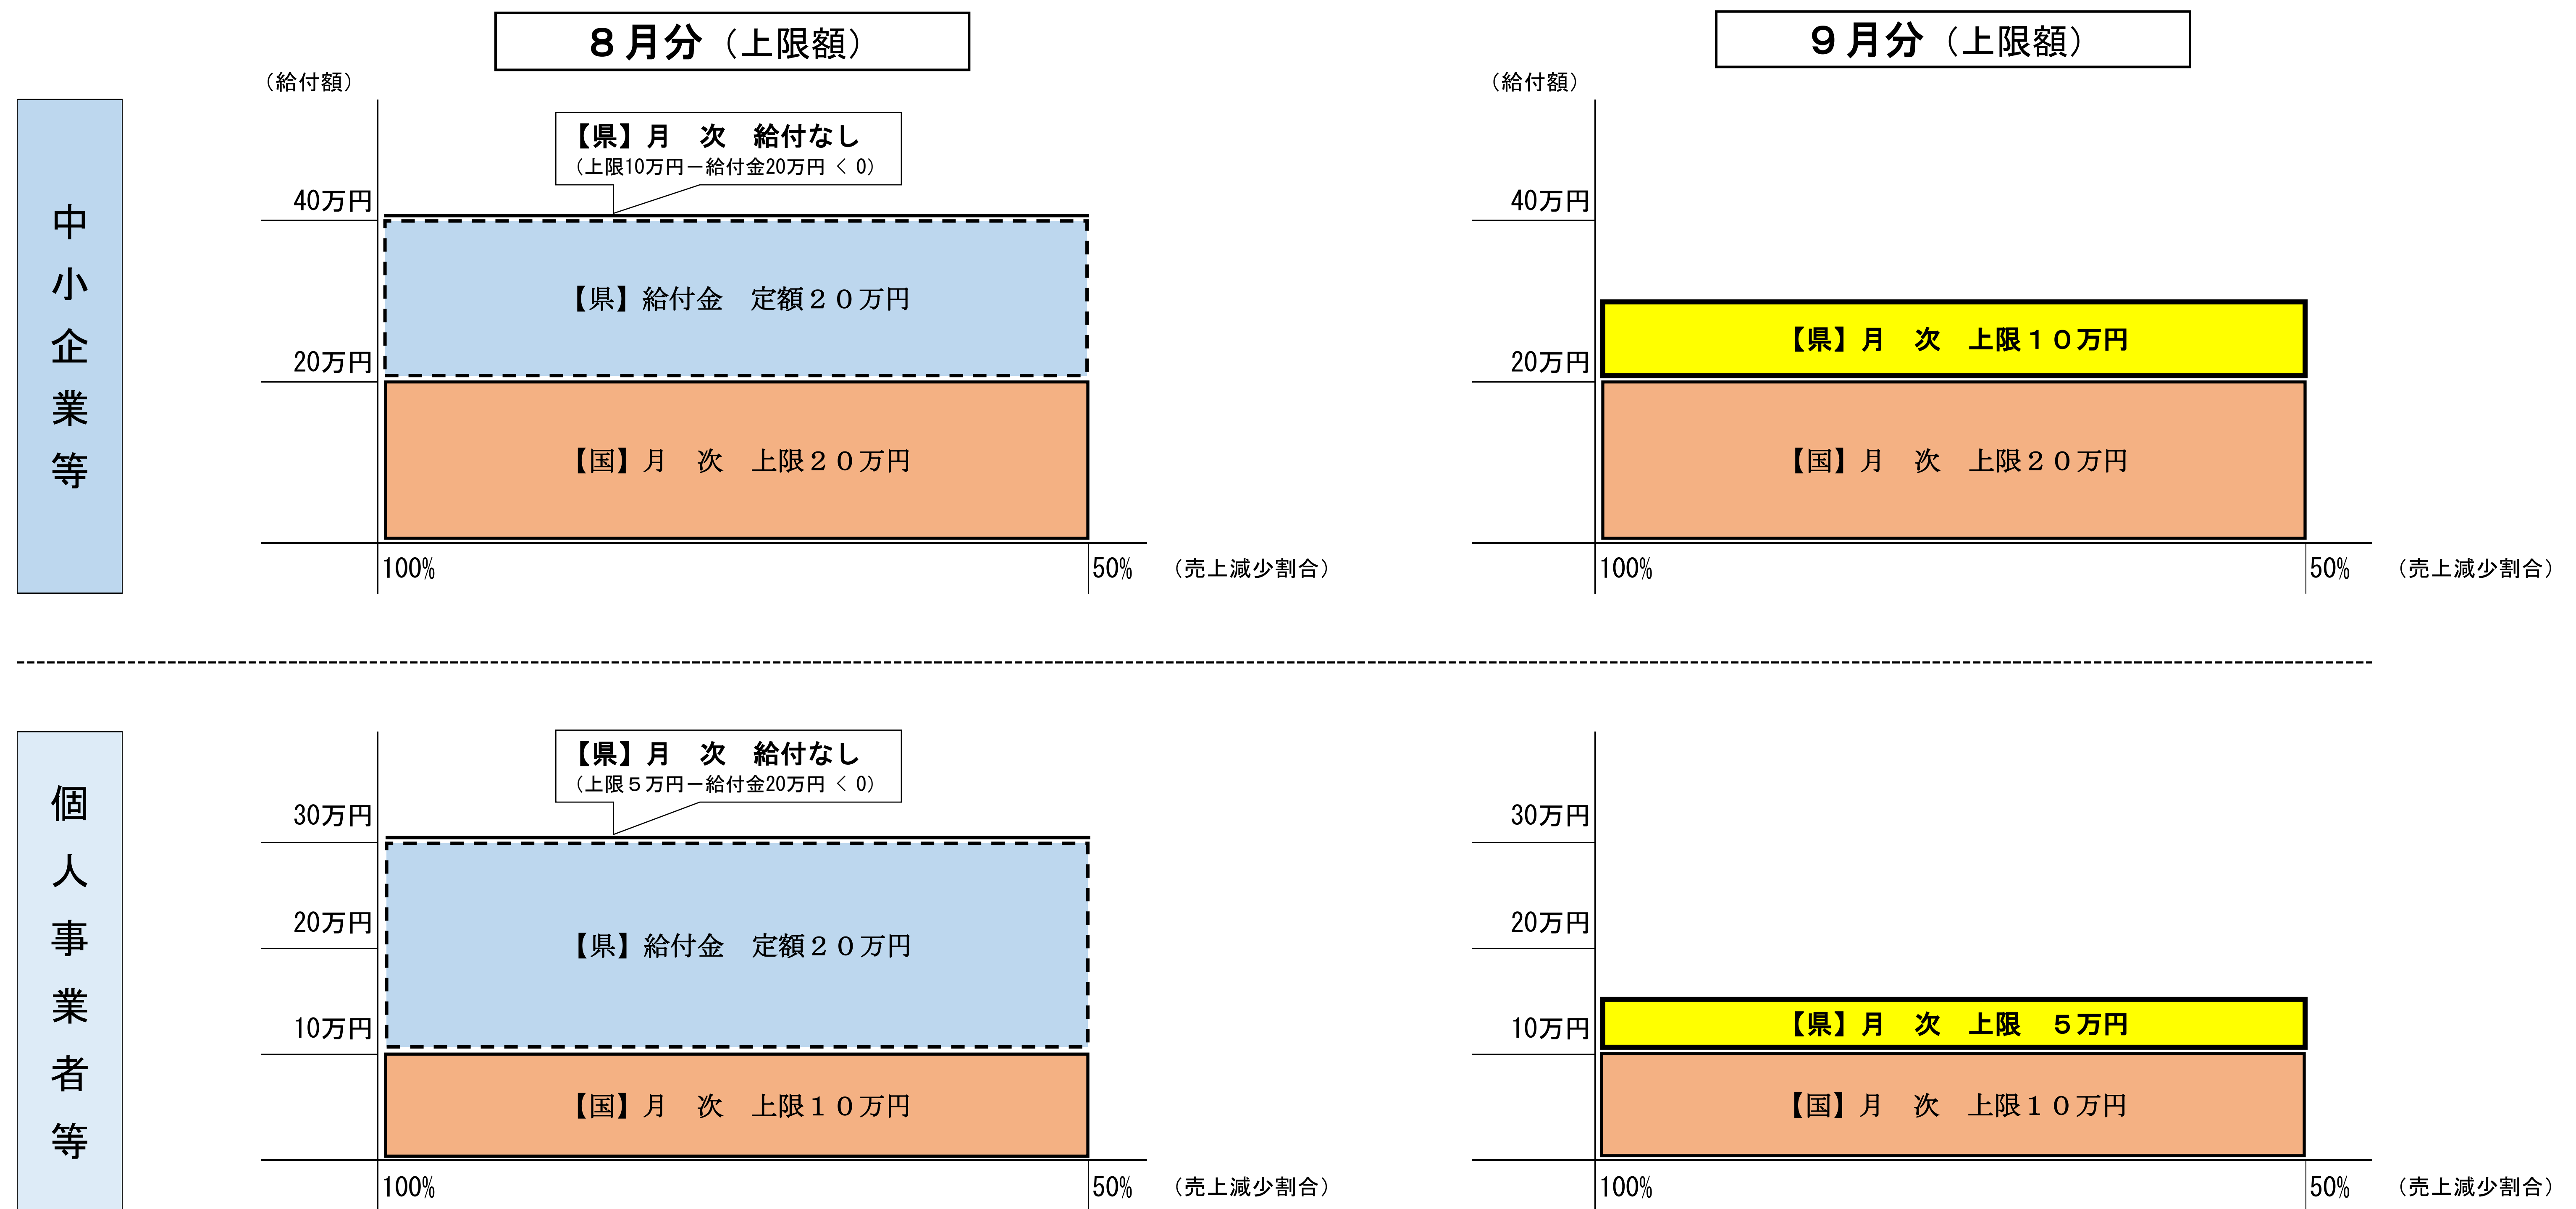 ８月分（上限額）
９月分（上限額）
中小企業等
（給付額）
【県】月　次　給付なし
（上限10万円－給付金20万円 < 0）
40万円
【県】給付金　定額２０万円
20万円
【国】月　次　上限２０万円
100%
50%
（売上減少割合）
（給付額）
40万円
【県】月　次　上限１０万円
20万円
【国】月　次　上限２０万円
100%
50%
（売上減少割合）
個人事業者等
【県】月　次　給付なし
（上限５万円－給付金20万円 < 0）
30万円
20万円
【県】給付金　定額２０万円
10万円
【国】月　次　上限１０万円
100%
50%
（売上減少割合）
30万円
20万円
【県】月　次　上限　５万円
10万円
【国】月　次　上限１０万円
100%
50%
（売上減少割合）